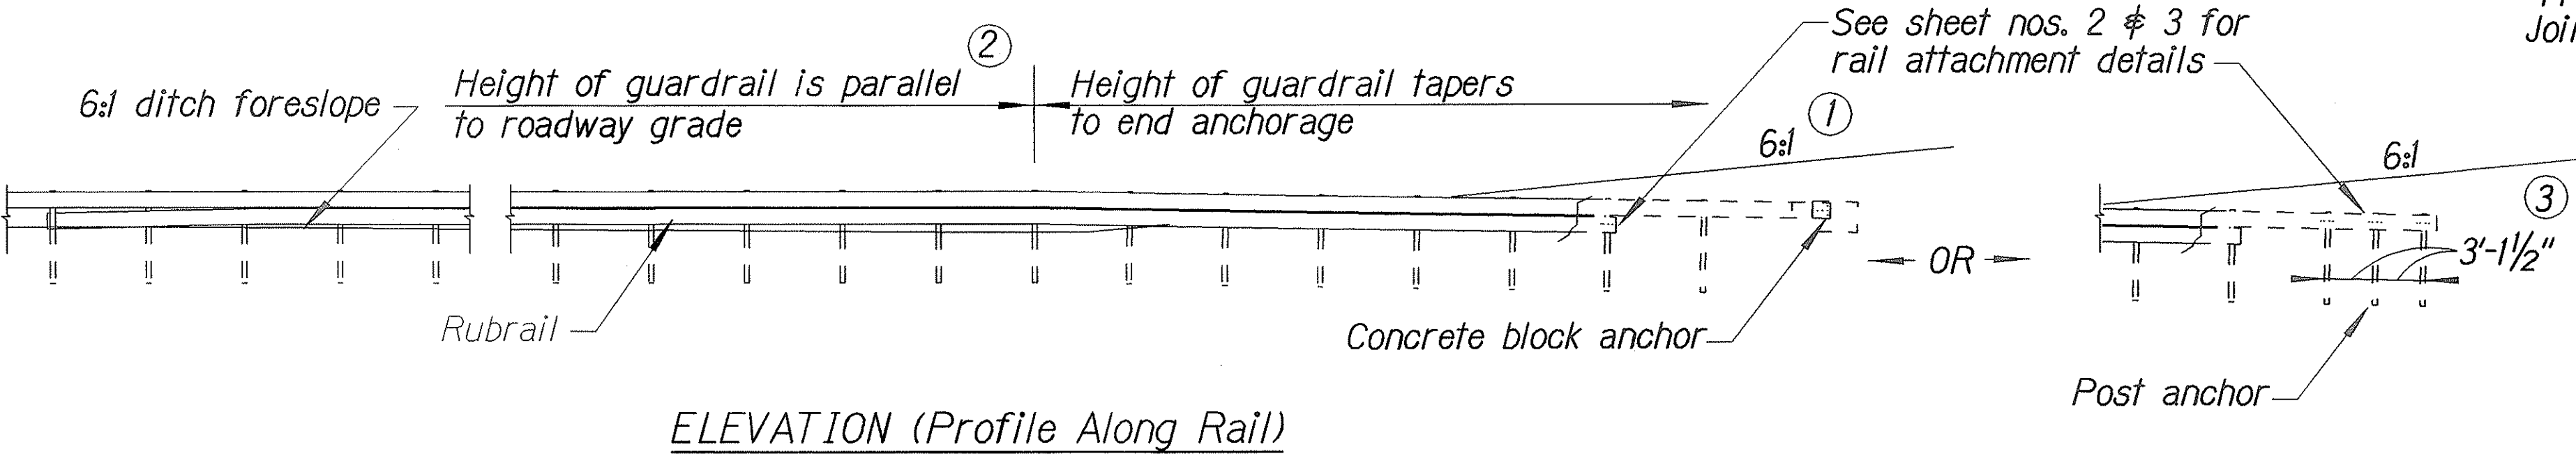 See sheet nos. 2 & 3 for
rail attachment details
Joi
6:1 ditch foreslope
Height of guardrail is parallel
to roadway grade
2
Height of guardrail tapers
to end anchorage
6:1
1
6:1
3
3'-1½"
OR
Rubrail
Concrete block anchor
Post anchor
ELEVATION (Profile Along Rail)